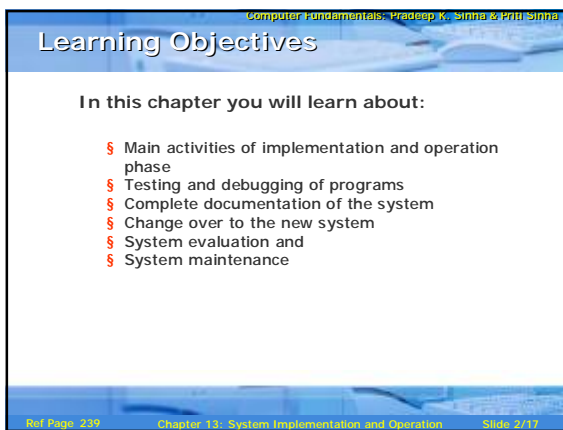 Computer Fundamentals: Pradeep K. Sinha & Priti Sinha
Learning Objectives
In this chapter you will learn about:
§ Main activities of implementation and operation
phase
§ Testing and debugging of programs
§ Complete documentation of the system
§ Change over to the new system
§ System evaluation and
§ System maintenance
Ref Page 239 Chapter 13: System Implementation and Operation Slide 2/17